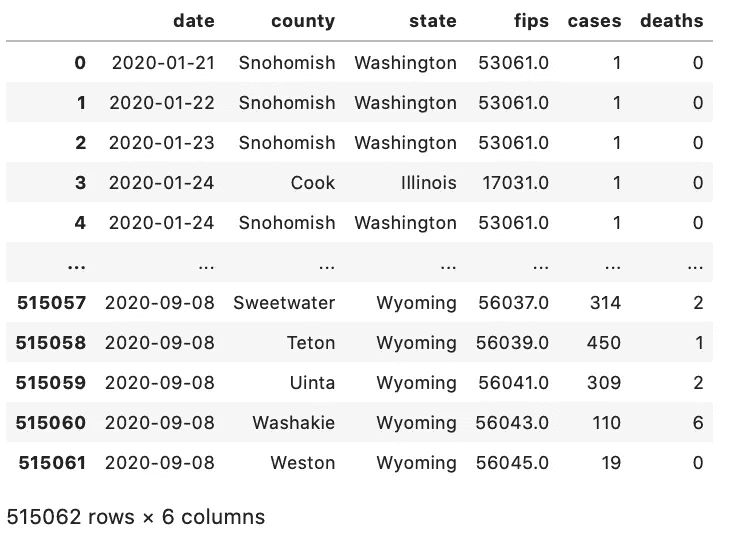 date county state fips cases deaths
0 2020-01-21 Snohomish Washington 53061.0 1 0
1 2020-01-22 Snohomish Washington 53061.0 1 0
2 2020-01-23 Snohomish Washington 53061.0 1 0
3 2020-01-24 Cook Illinois 17031.0 1 0
4 2020-01-24 Snohomish Washington 53061.0 1 0
... ... ... ... ... ... ...
515057 2020-09-08 Sweetwater Wyoming 56037.0 314 2
515058 2020-09-08 Teton Wyoming 56039.0 450 1
515059 2020-09-08 Uinta Wyoming 56041.0 309 2
515060 2020-09-08 Washakie Wyoming 56043.0 110 6
515061 2020-09-08 Weston Wyoming 56045.0 19 0
515062 rows × 6 columns